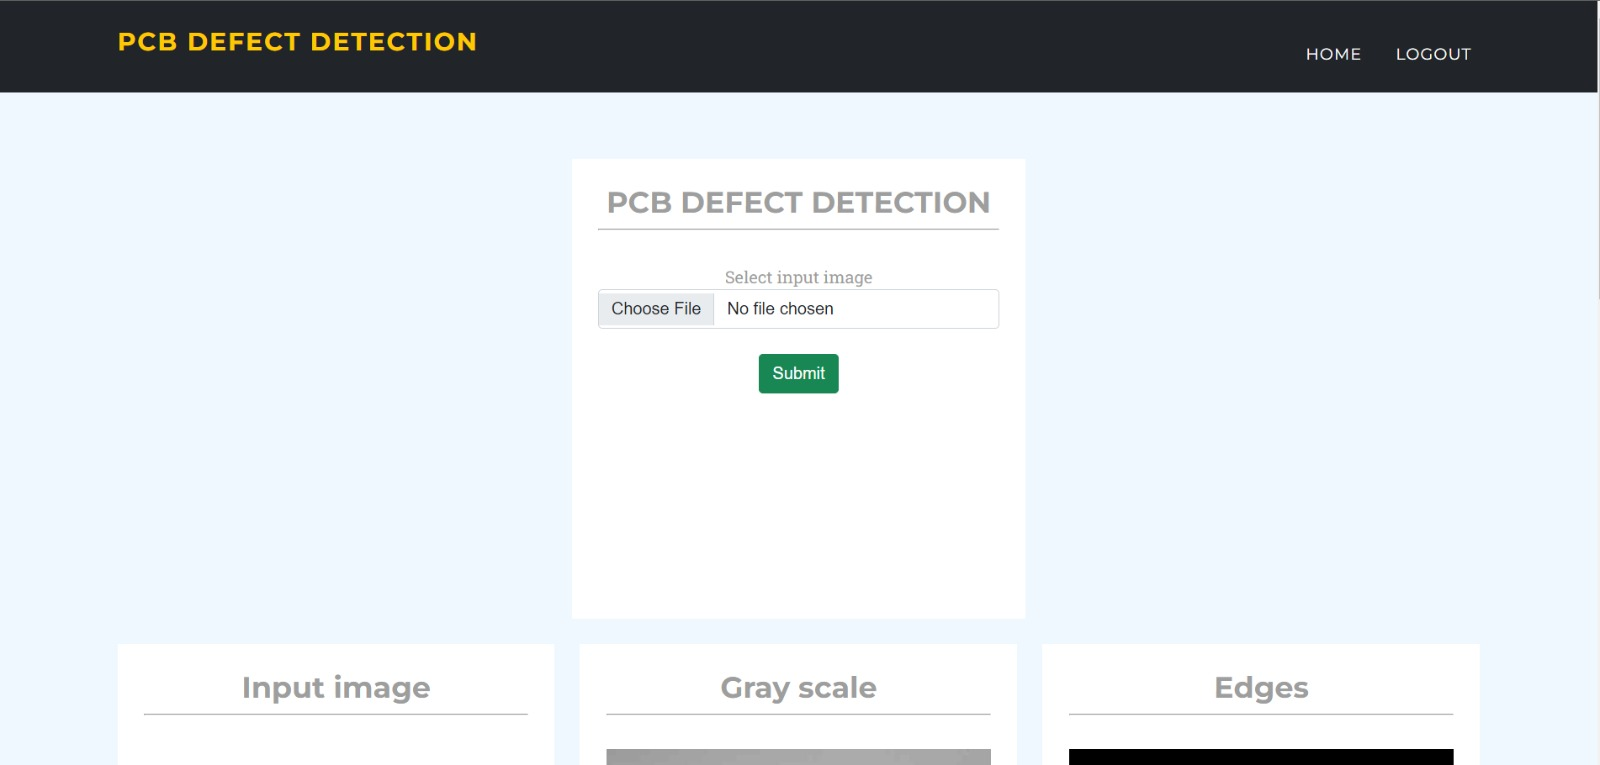 PCB DEFECT DETECTION
HOME LOGOUT
PCB DEFECT DETECTION
Select input image
Choose File No file chosen
Submit
Input image
Gray scale
Edges